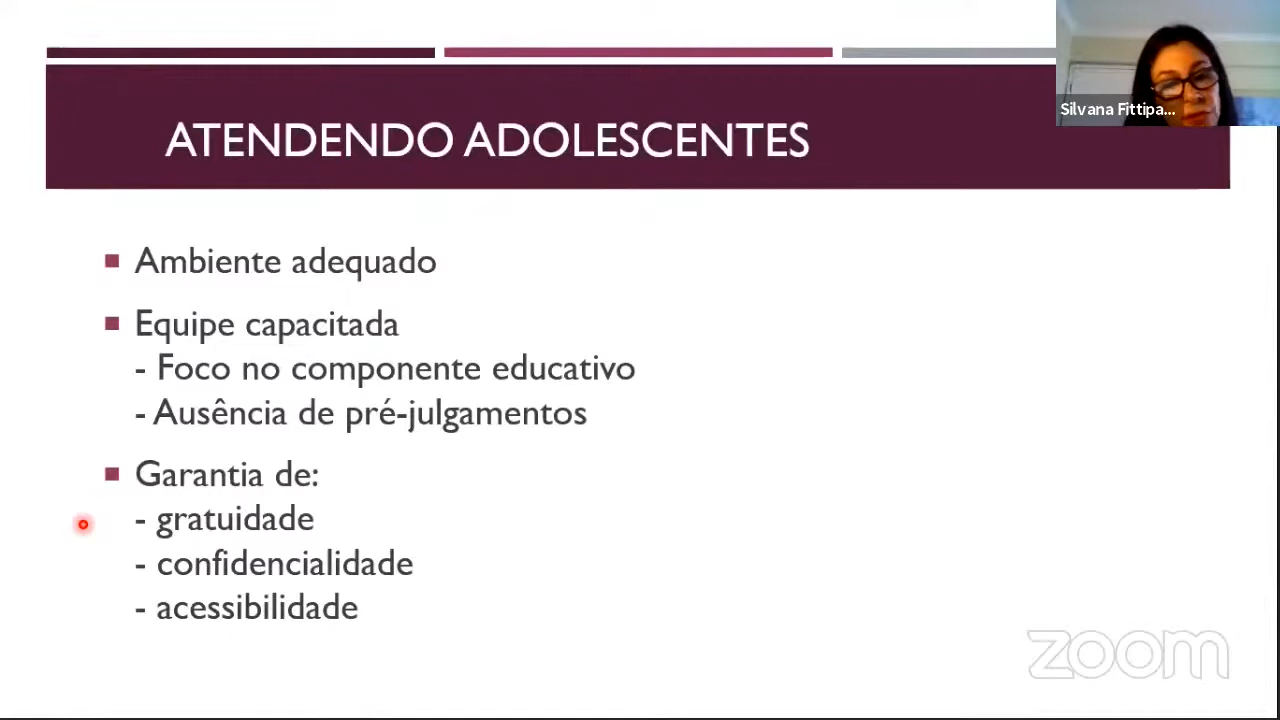 Silvana Fittipa...
ATENDENDO ADOLESCENTES
Ambiente adequado
Equipe capacitada
- Foco no componente educativo
- Ausência de pré-julgamentos
Garantia de:
- gratuidade
- confidencialidade
- acessibilidade
zoom